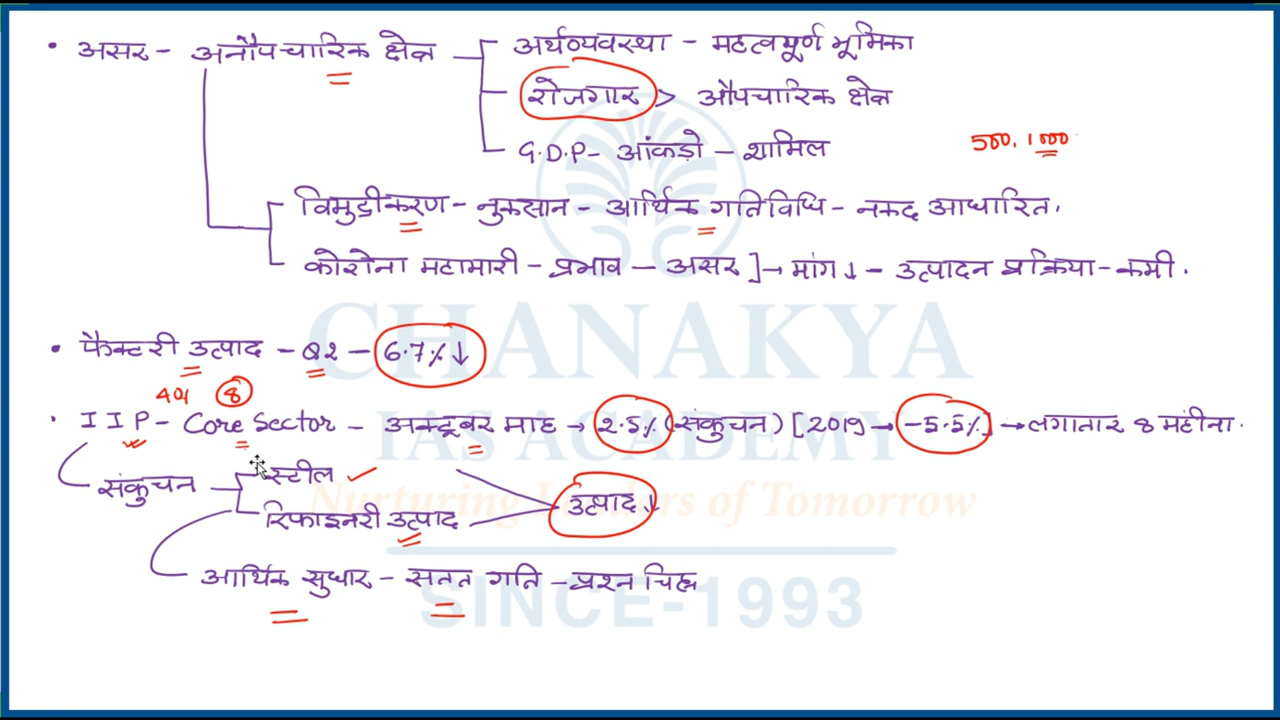 • असर - अनौपचारिक क्षेत्र
अर्थव्यवस्था - महत्वपूर्ण भूमिका
रोजगार > औपचारिक क्षेत्र
G.D.P - आंकड़ो - शामिल
500, 1000
विमुद्रीकरण - नुकसान - आर्थिक गतिविधि - नकद आधारित.
कोरोना महामारी - प्रभाव - असर ] → मांग ↓ - उत्पादन प्रक्रिया - कमी.
• फैक्टरी उत्पाद - Q2 - 6.7% ↓
40% 8
• IIP - Core Sector - अक्टूबर माह → 2.5% (संकुचन) [2019 → -5.5%] → लगातार 8 महीना.
संकुचन
स्टील
रिफाइनरी उत्पाद
उत्पाद ↓
आर्थिक सुधार - सतत गति - प्रश्न चिह्न
CHANAKYA
IAS ACADEMY
Nurturing Leaders of Tomorrow
SINCE-1993